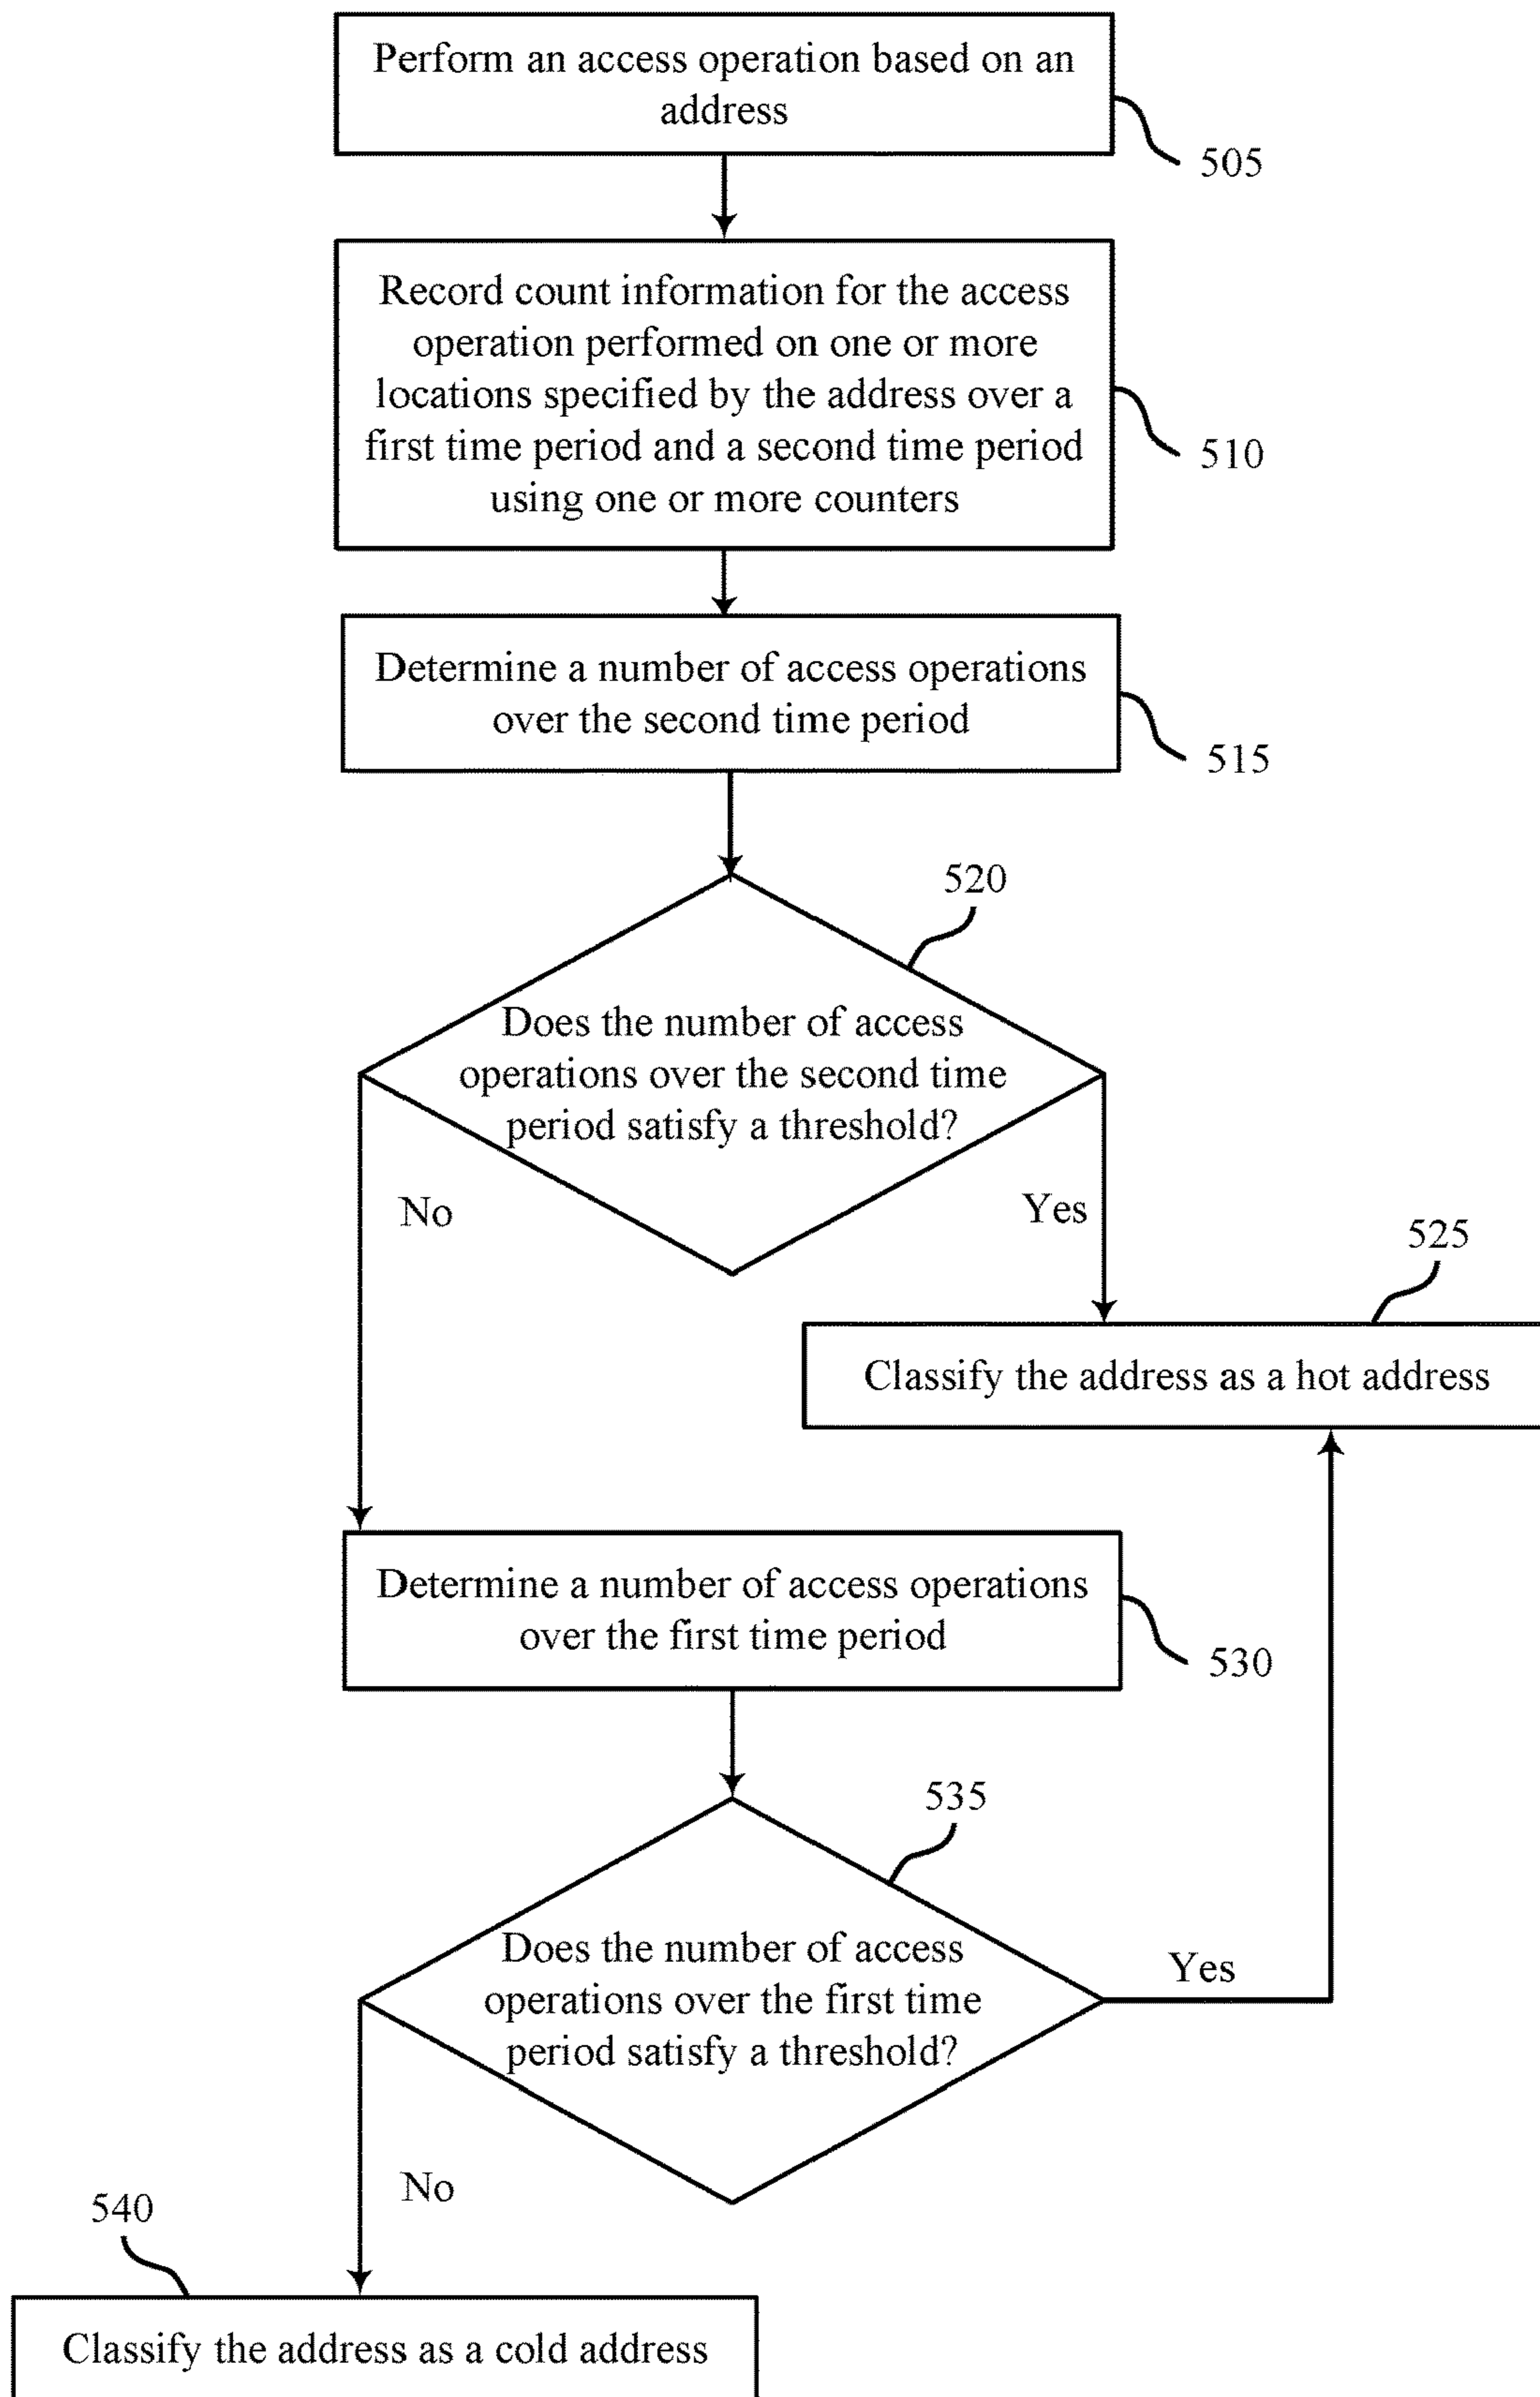 Perform an access operation based on an
address
505
Record count information for the access
operation performed on one or more
locations specified by the address over a
first time period and a second time period
using one or more counters
510
Determine a number of access operations
over the second time period
515
520
Does the number of access
operations over the second time
period satisfy a threshold?
No
Yes
525
Classify the address as a hot address
Determine a number of access operations
over the first time period
530
535
Does the number of access
operations over the first time
period satisfy a threshold?
Yes
No
540
Classify the address as a cold address